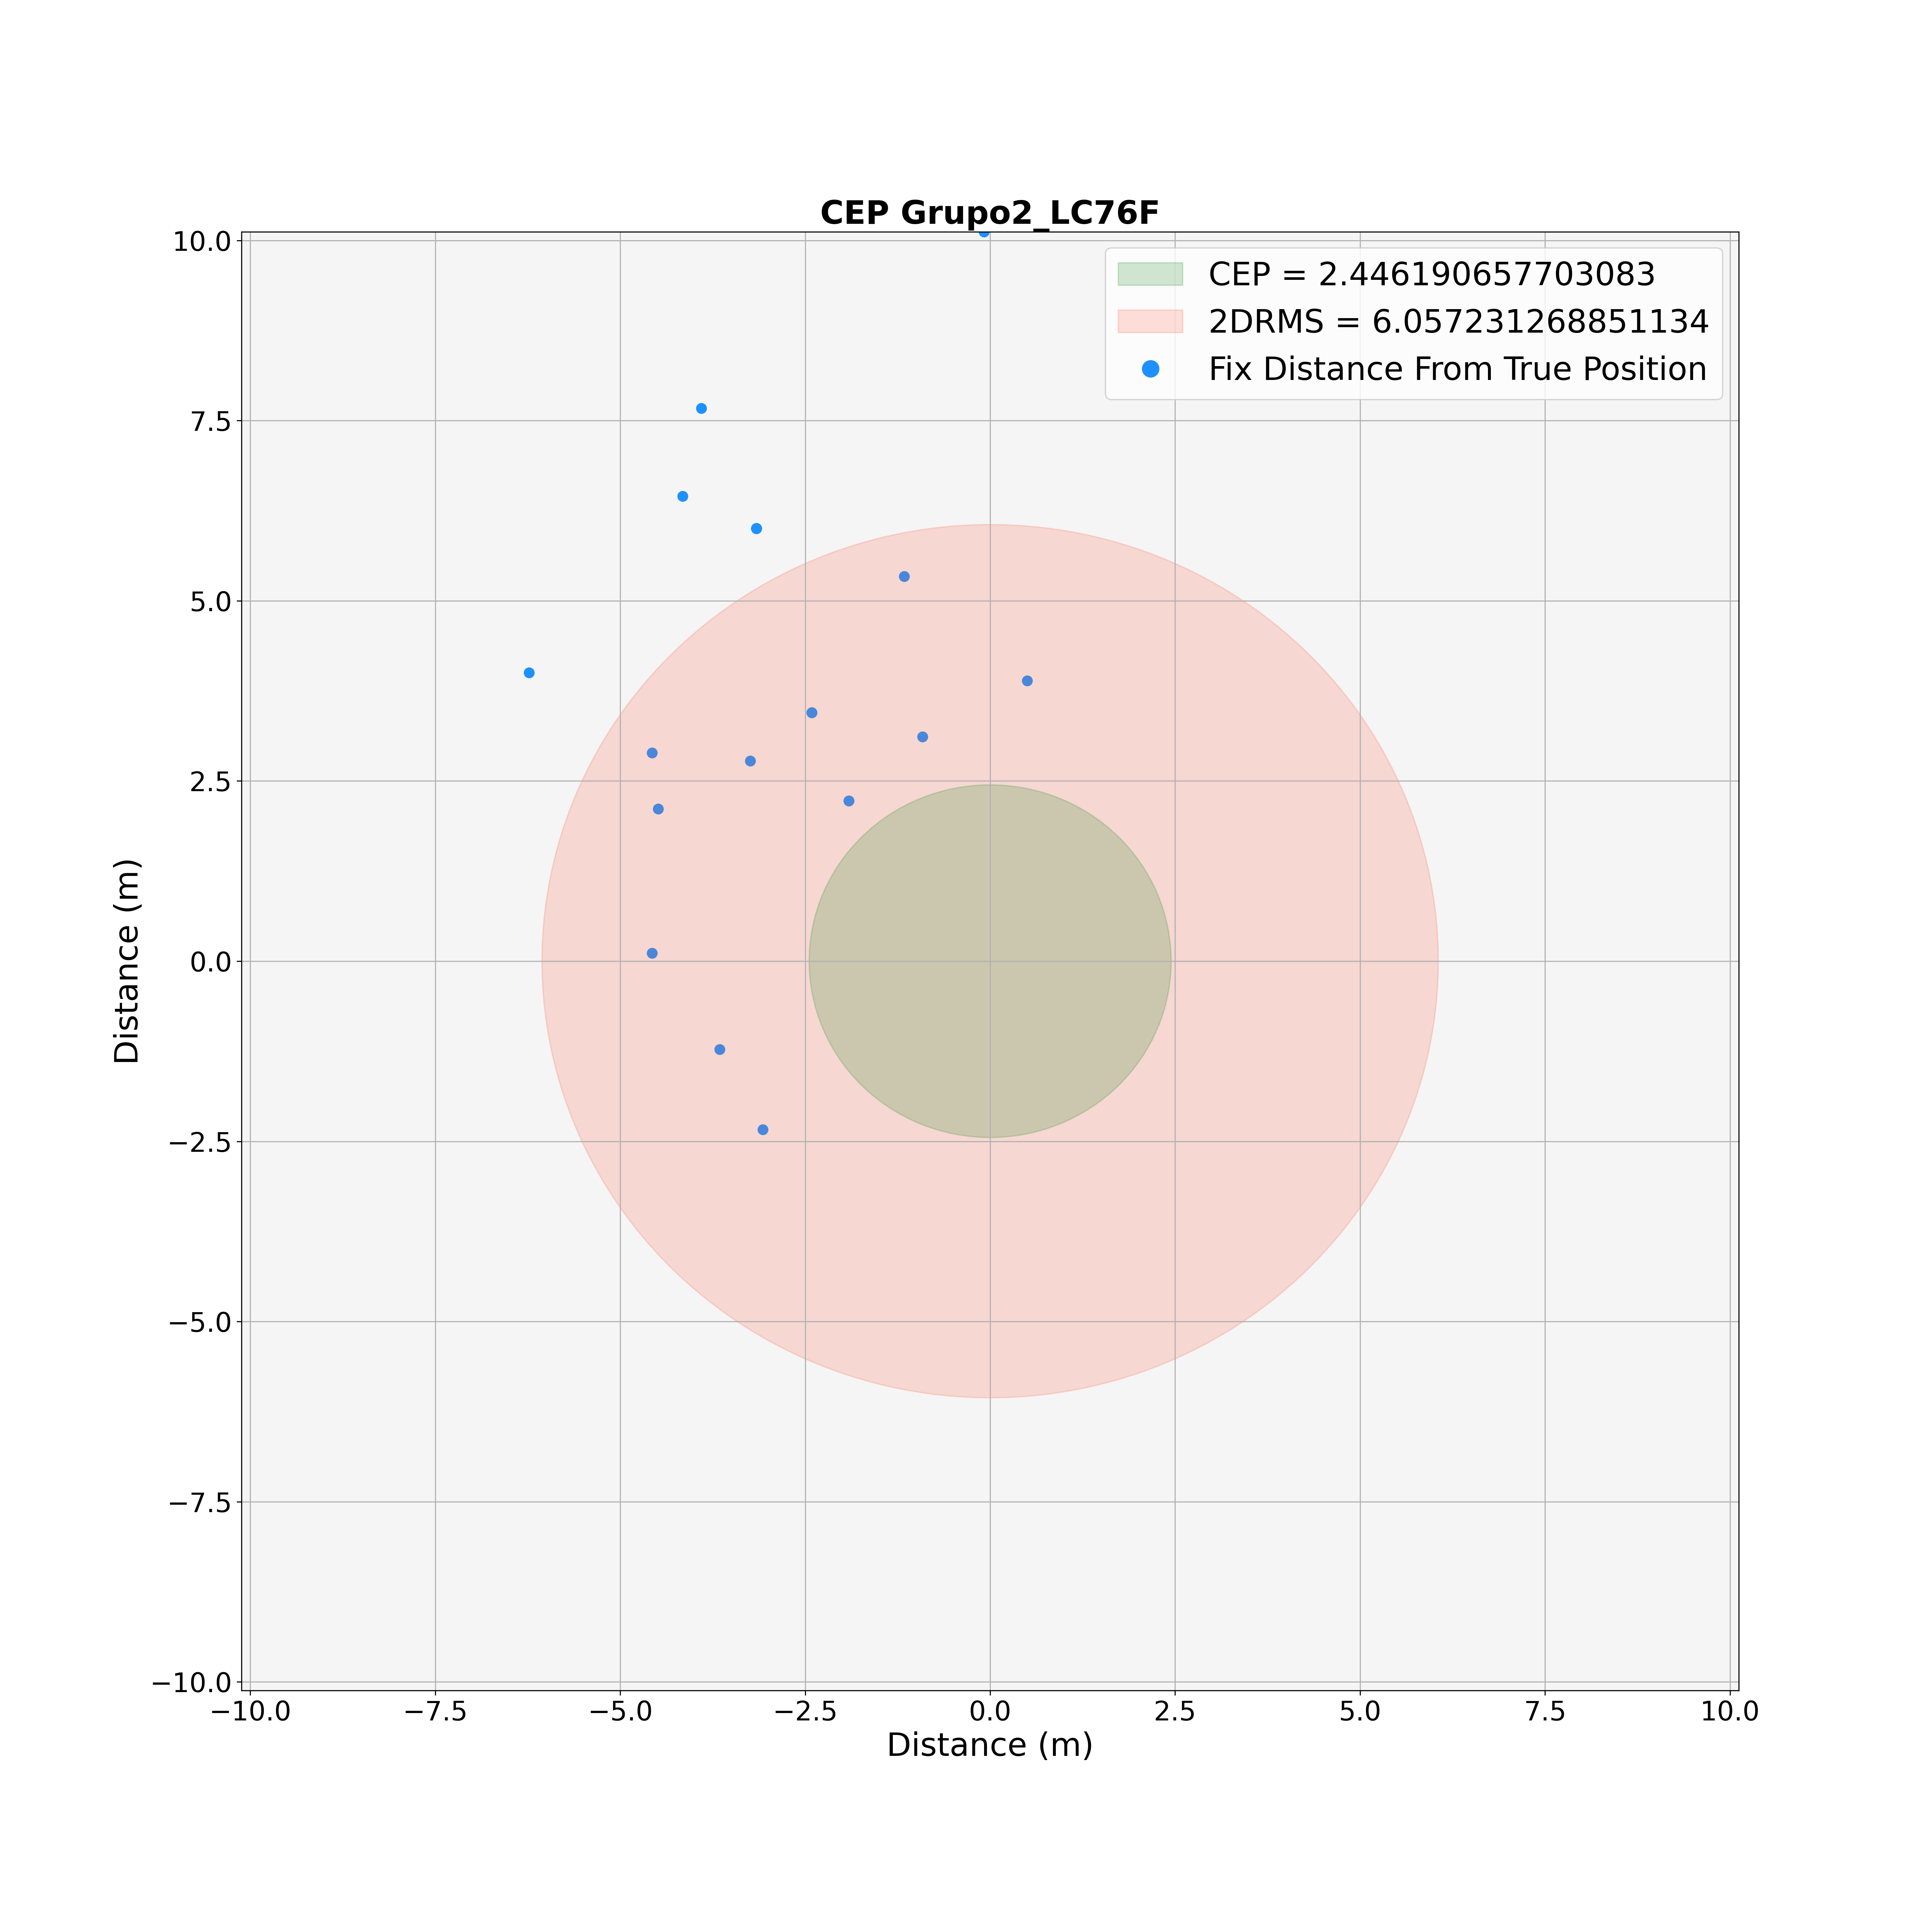 CEP Grupo2_LC76F
CEP = 2.446190657703083
2DRMS = 6.057231268851134
Fix Distance From True Position
10.0
7.5
5.0
2.5
0.0
−2.5
−5.0
−7.5
−10.0
Distance (m)
−10.0 −7.5 −5.0 −2.5 0.0 2.5 5.0 7.5 10.0
Distance (m)